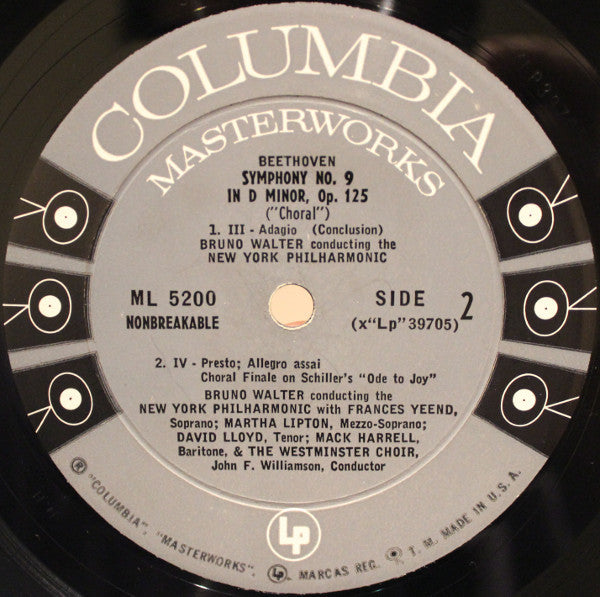 COLUMBIA
MASTERWORKS
BEETHOVEN
SYMPHONY NO. 9
IN D MINOR, Op. 125
("Choral")
1. III - Adagio (Conclusion)
BRUNO WALTER conducting the
NEW YORK PHILHARMONIC
ML 5200
NONBREAKABLE
SIDE 2
(x"Lp"39705)
2. IV - Presto; Allegro assai
Choral Finale on Schiller's "Ode to Joy"
BRUNO WALTER conducting the
NEW YORK PHILHARMONIC with FRANCES YEEND,
Soprano; MARTHA LIPTON, Mezzo-Soprano;
DAVID LLOYD, Tenor; MACK HARRELL,
Baritone, & THE WESTMINSTER CHOIR,
John F. Williamson, Conductor
Lp
® "COLUMBIA", "MASTERWORKS", Lp MARCAS REG. T. M. MADE IN U. S. A.